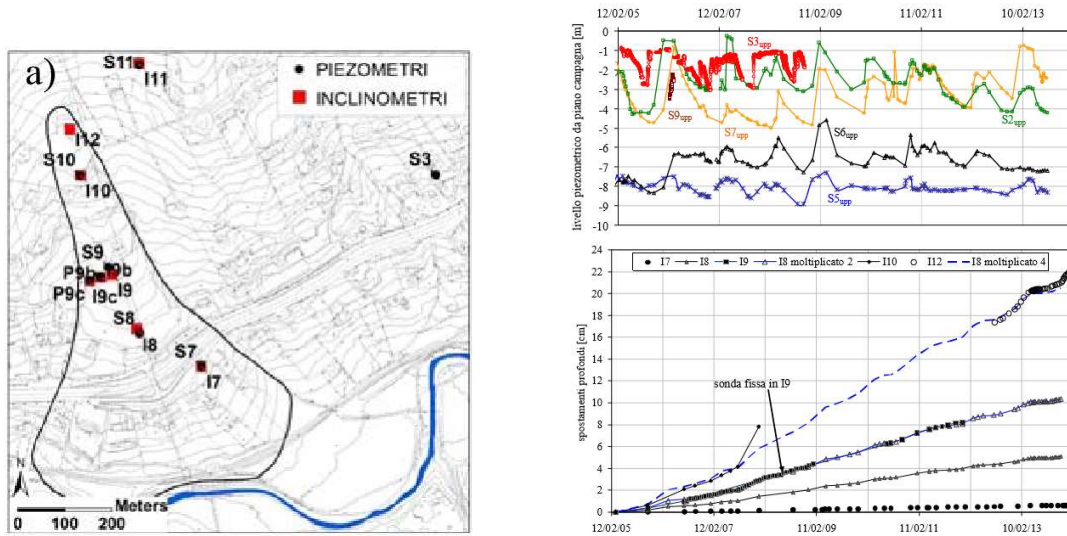 a)
PIEZOMETRI
INCLINOMETRI
S11
I11
I12
S10
I10
S3
S9
P9b
I9b
P9c
I9c
I9
S8
I8
S7
I7
N
Meters
0 100 200
12/02/05 12/02/07 11/02/09 11/02/11 10/02/13
livello piezometrico da piano campagna [m]
0
-1
-2
-3
-4
-5
-6
-7
-8
-9
-10
S3upp
S9upp
S7upp
S2upp
S6upp
S5upp
spostamenti profondi [cm]
24
22
20
18
16
14
12
10
8
6
4
2
0
I7 I8 I9 I8 moltiplicato 2 I10 I12 I8 moltiplicato 4
sonda fissa in I9
12/02/05 12/02/07 11/02/09 11/02/11 10/02/13